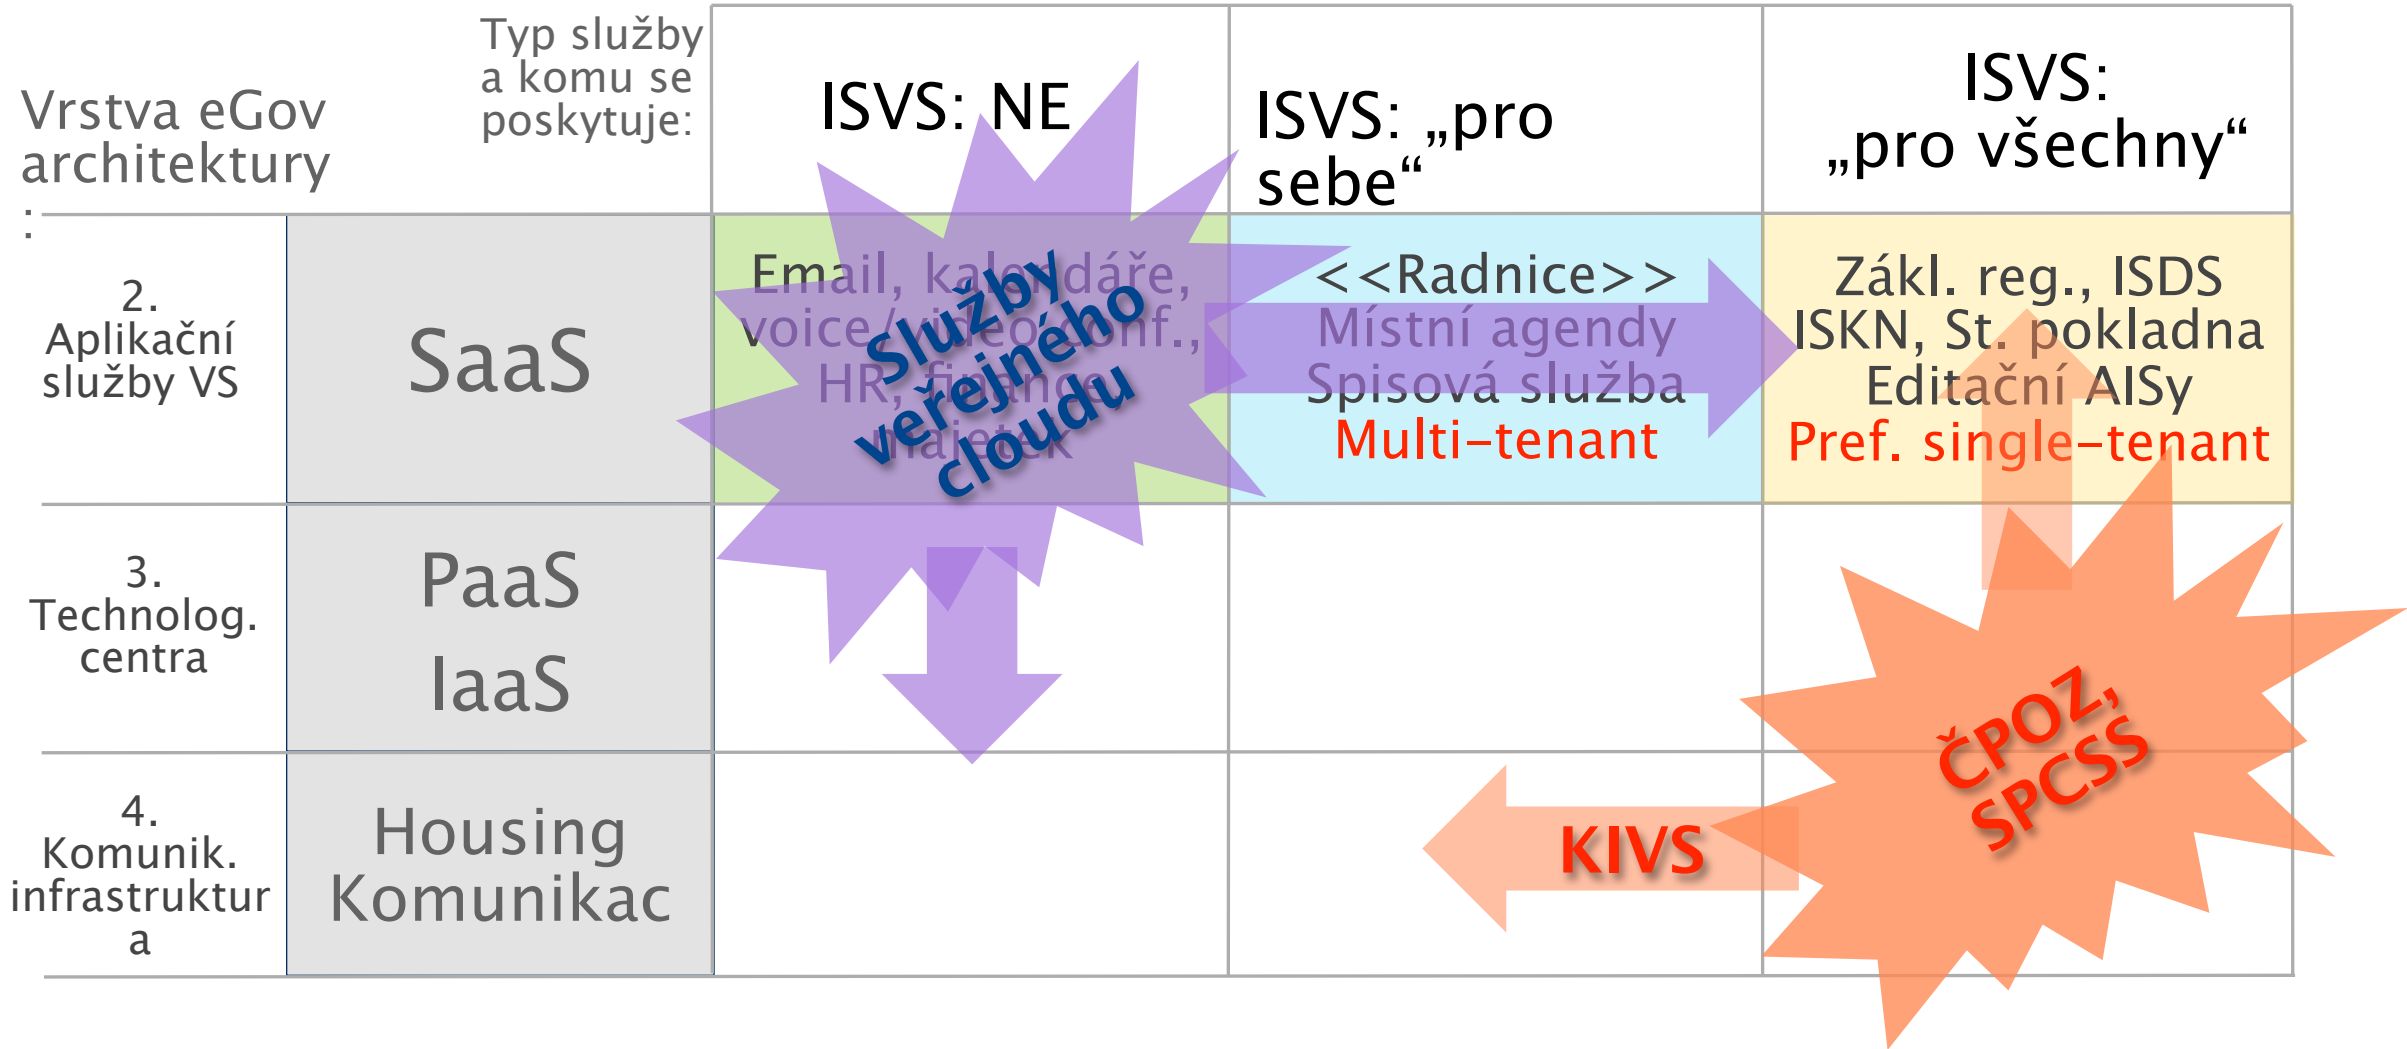 Typ služby
a komu se
poskytuje:
Vrstva eGov
architektury
:
ISVS: NE
ISVS: „pro
sebe“
ISVS:
„pro všechny“
2.
Aplikační
služby VS
SaaS
Email, kalendáře,
voice/video conf.,
HR, finance,
majetek
Služby
veřejného
cloudu
<<Radnice>>
Místní agendy
Spisová služba
Multi-tenant
Zákl. reg., ISDS
ISKN, St. pokladna
Editační AISy
Pref. single-tenant
3.
Technolog.
centra
PaaS
IaaS
4.
Komunik.
infrastruktur
a
Housing
Komunikac
KIVS
ČPOZ,
SPCSS